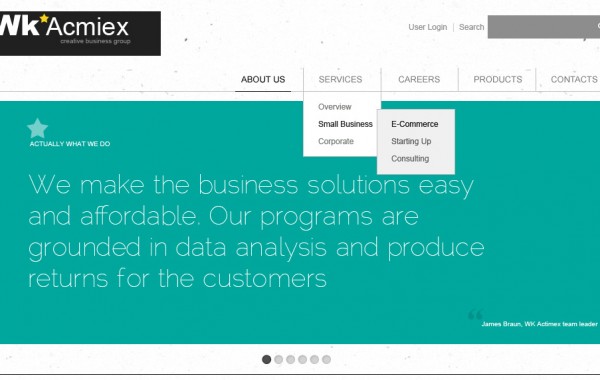 Wk Acmiex
creative business group
User Login | Search
ABOUT US SERVICES CAREERS PRODUCTS CONTACTS
Overview
Small Business
Corporate
E-Commerce
Starting Up
Consulting
ACTUALLY WHAT WE DO
We make the business solutions easy
and affordable. Our programs are
grounded in data analysis and produce
returns for the customers
James Braun, WK Actimex team leader